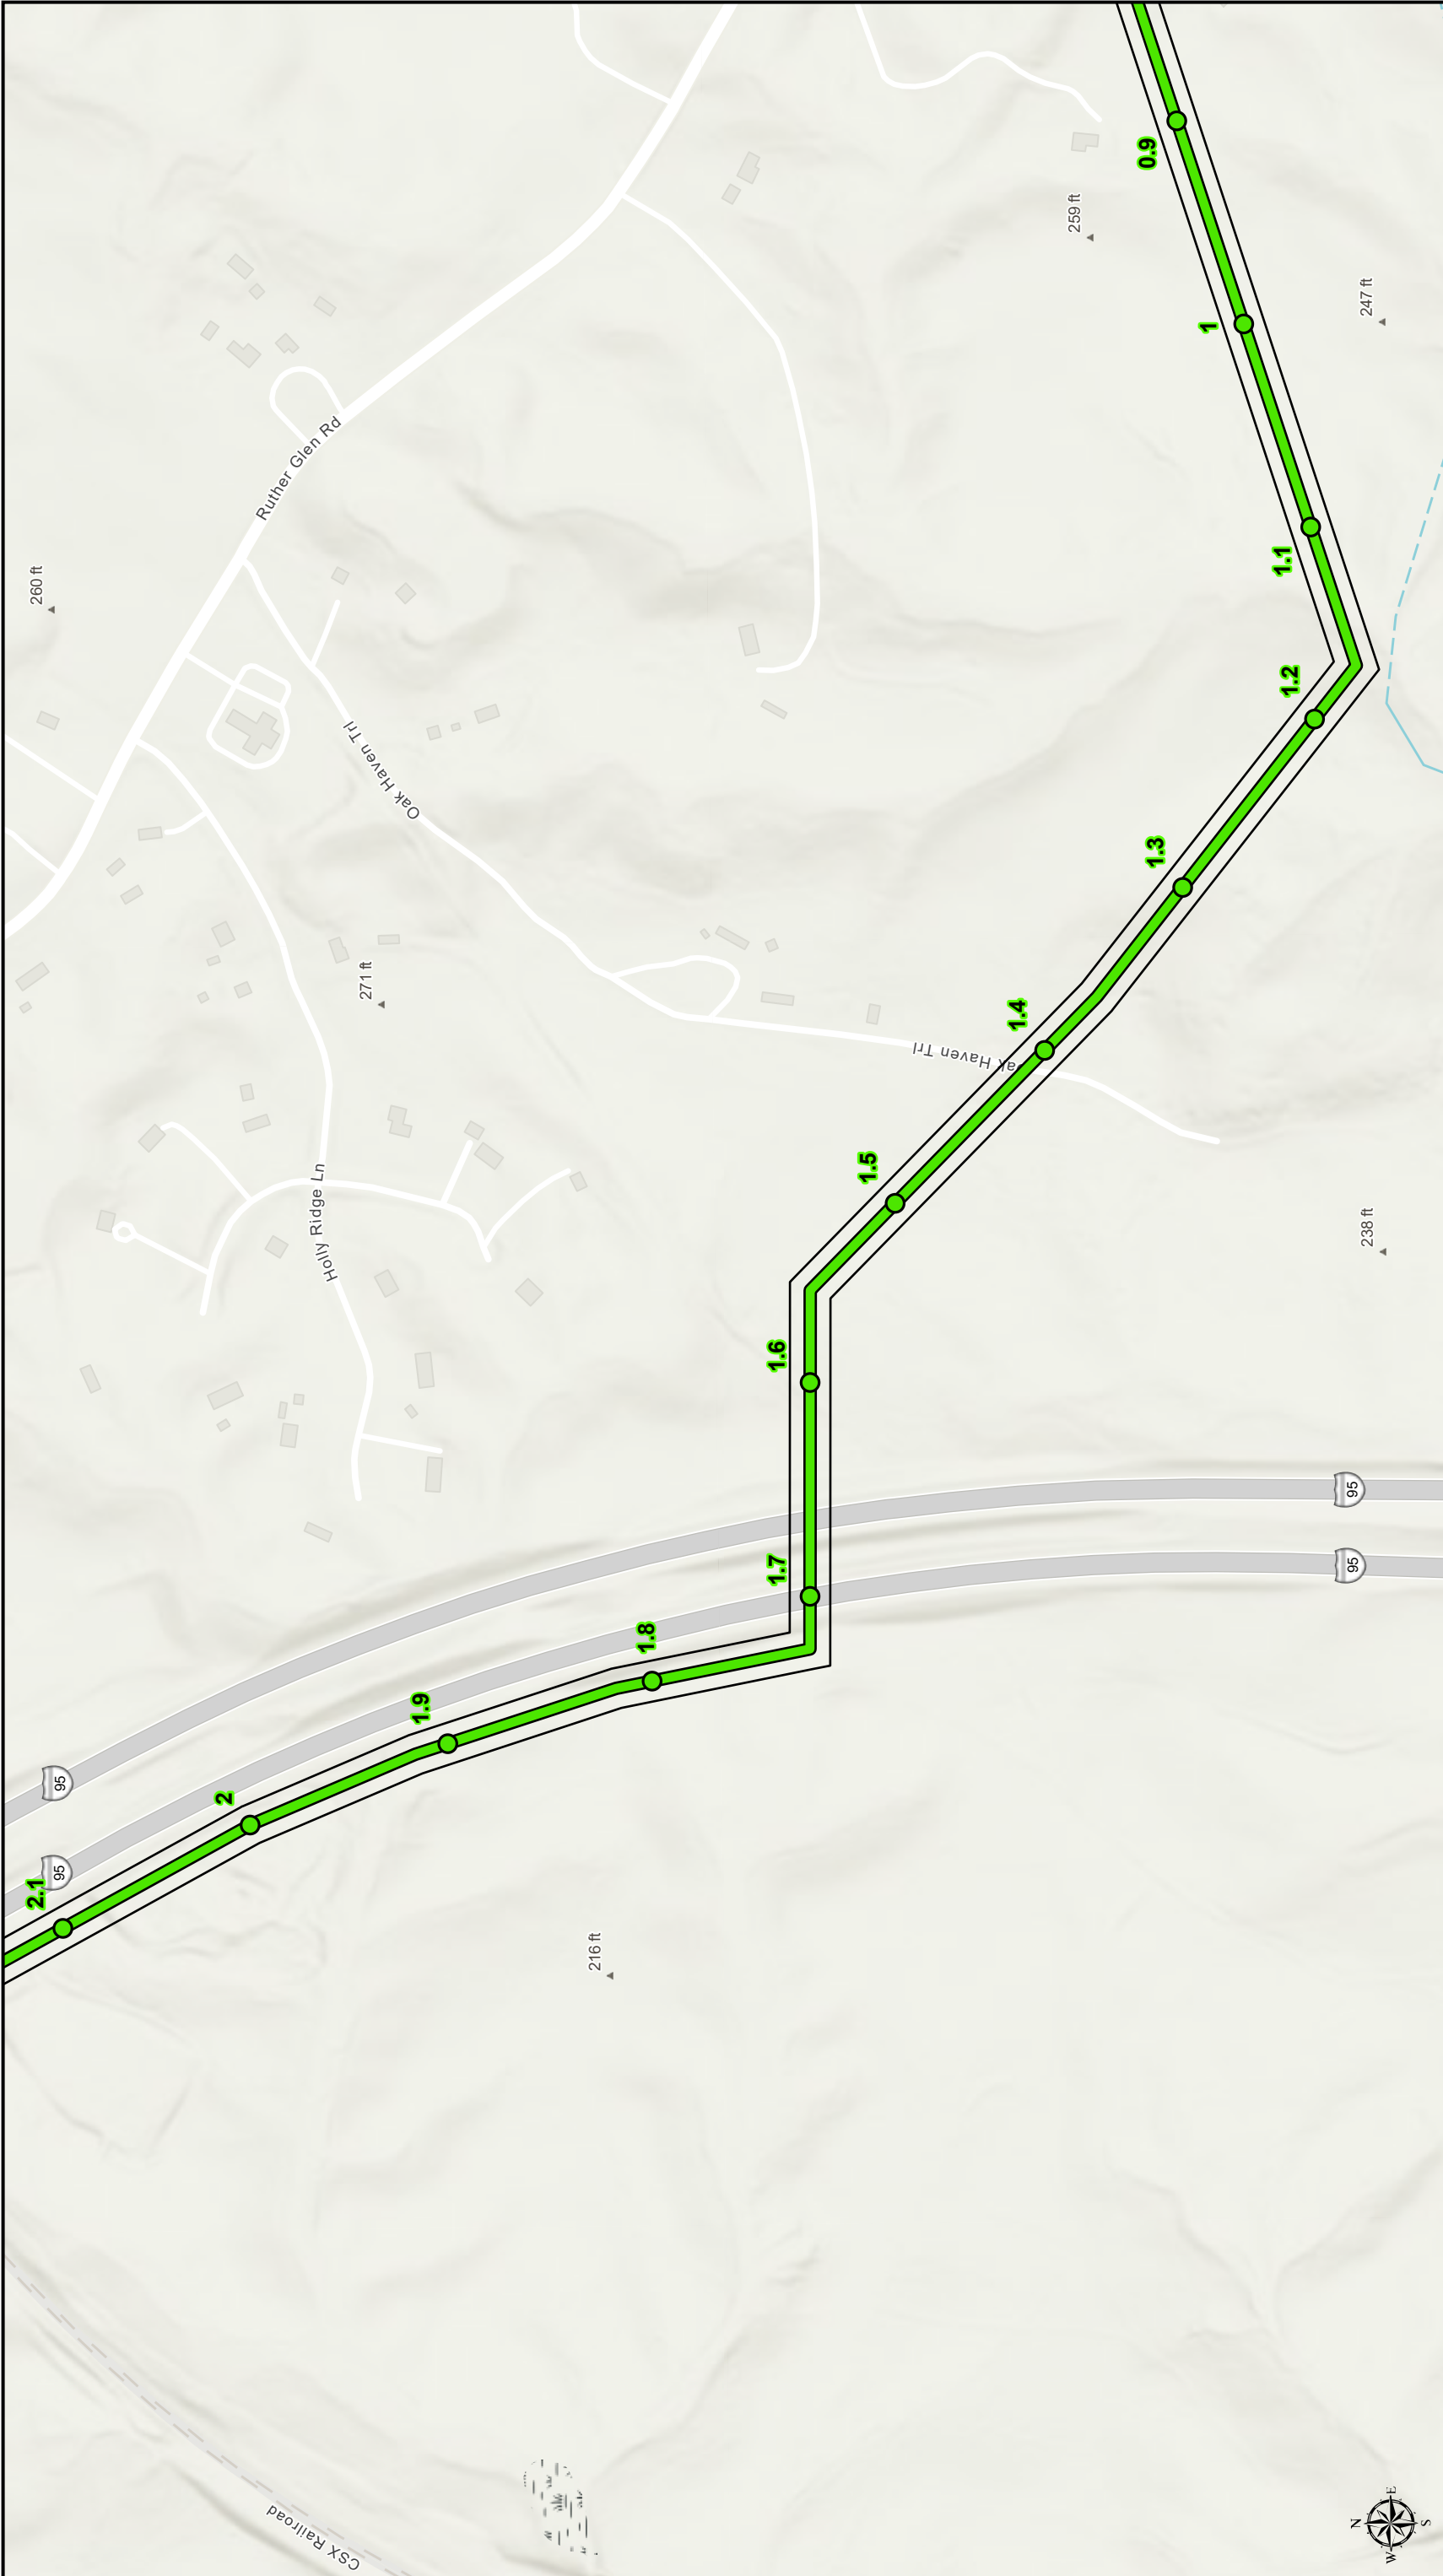 0.9
259 ft
1
247 ft
Ruther Glen Rd
1.1
260 ft
1.2
Oak Haven Trl
1.3
271 ft
1.4
ak Haven Trl
1.5
Holly Ridge Ln
238 ft
1.6
95
1.7
95
1.8
1.9
95
2
95
2.1
216 ft
CSX Railroad
N
E
S
W